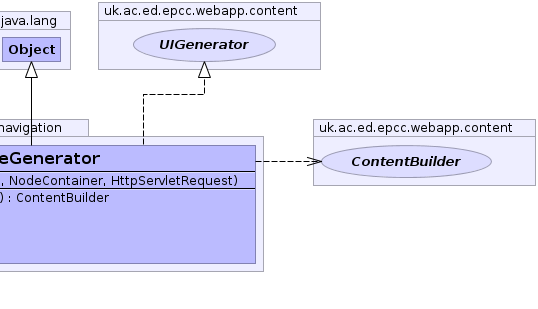 uk.ac.ed.epcc.webapp.content
java.lang
Object
UIGenerator
navigation
uk.ac.ed.epcc.webapp.content
eGenerator
ContentBuilder
, NodeContainer, HttpServletRequest)
) : ContentBuilder